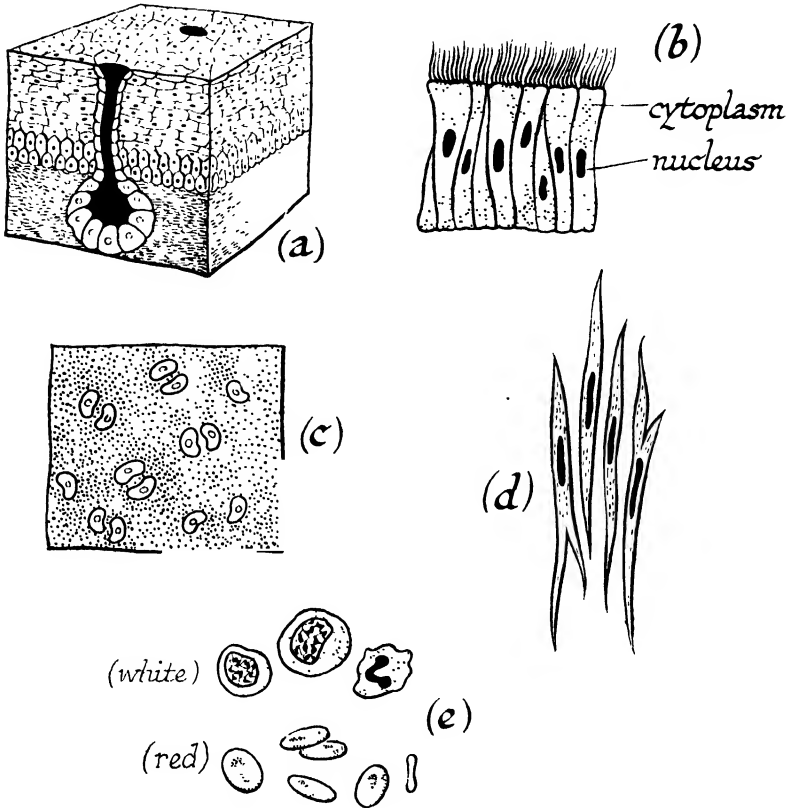 (b)
cytoplasm
nucleus
(a)
(c)
(d)
(white)
(e)
(red)